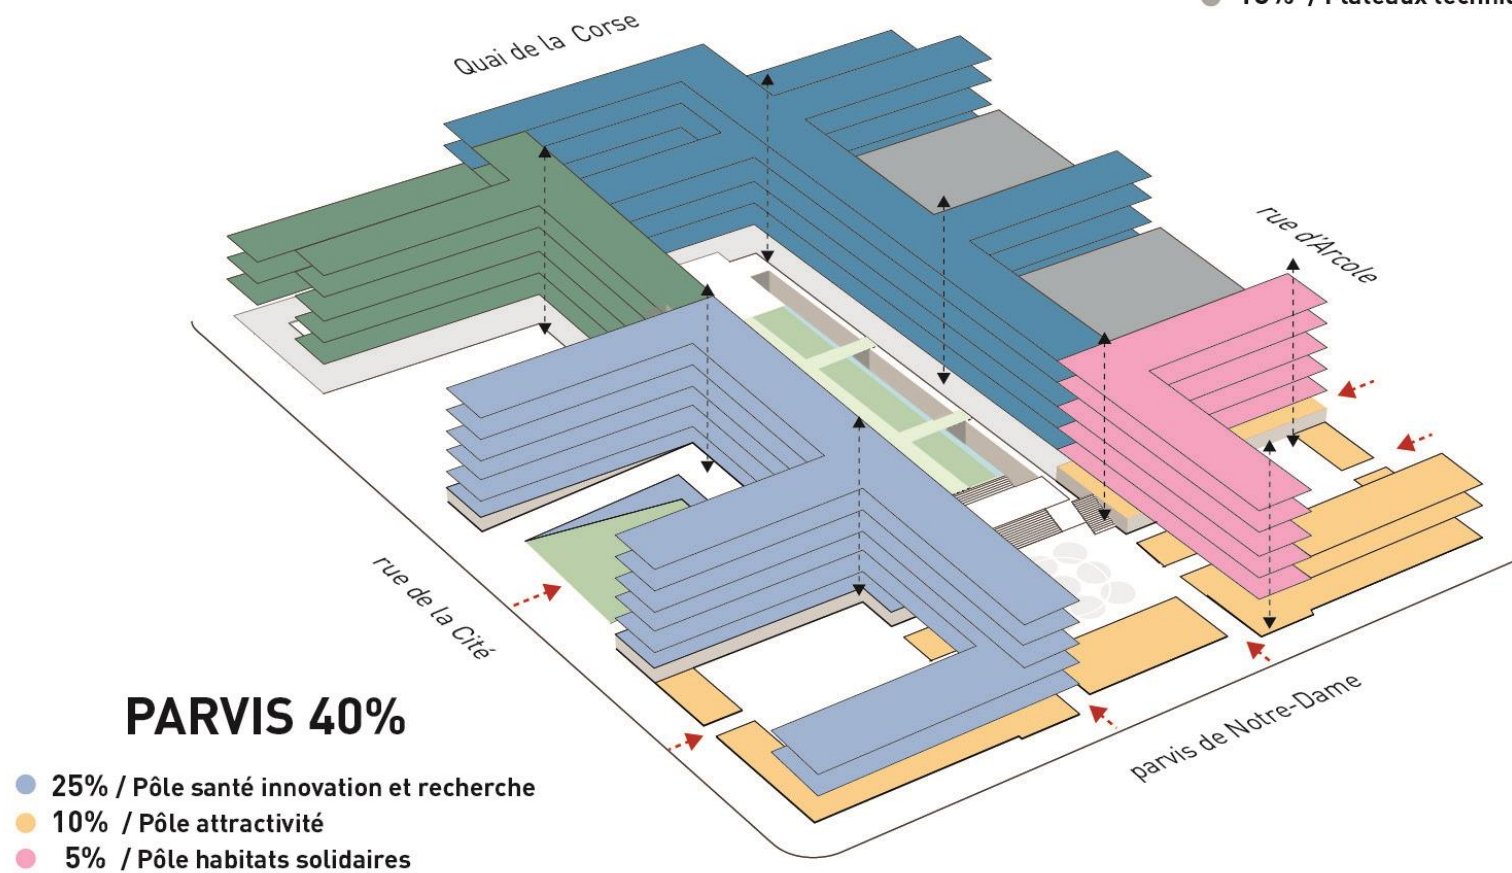 Quai de la Corse
rue d'Arcole
rue de la Cité
parvis de Notre-Dame
PARVIS 40%
25% / Pôle santé innovation et recherche
10% / Pôle attractivité
5% / Pôle habitats solidaires